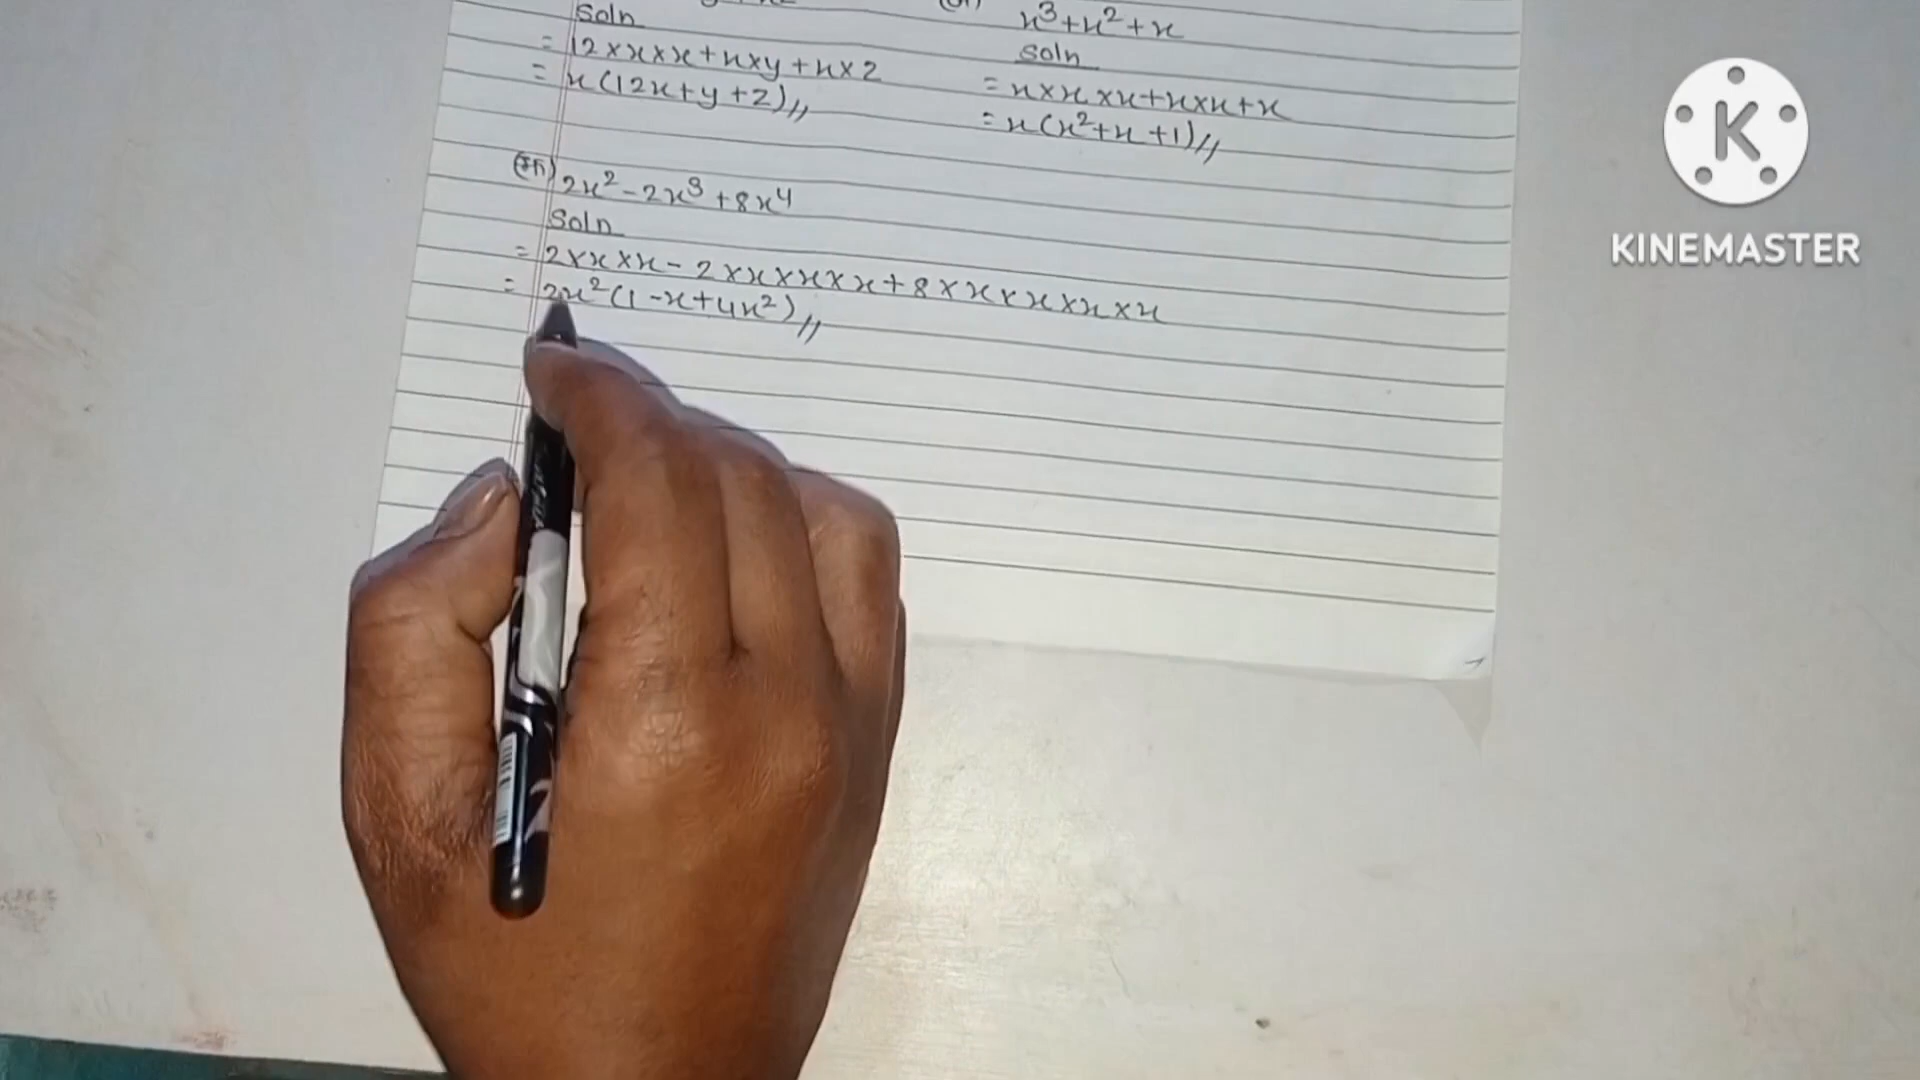 Soln
= 12×x×x+x×y+x×2
= x(12x+y+2)//
x³+x²+x
Soln
= x×x×x+x×x+x
= x(x²+x+1)//
2x²-2x³+8x⁴
Soln
= 2×x×x-2×x×x×x+8×x×x×x×x
= 2x²(1-x+4x²)//
K
KINEMASTER